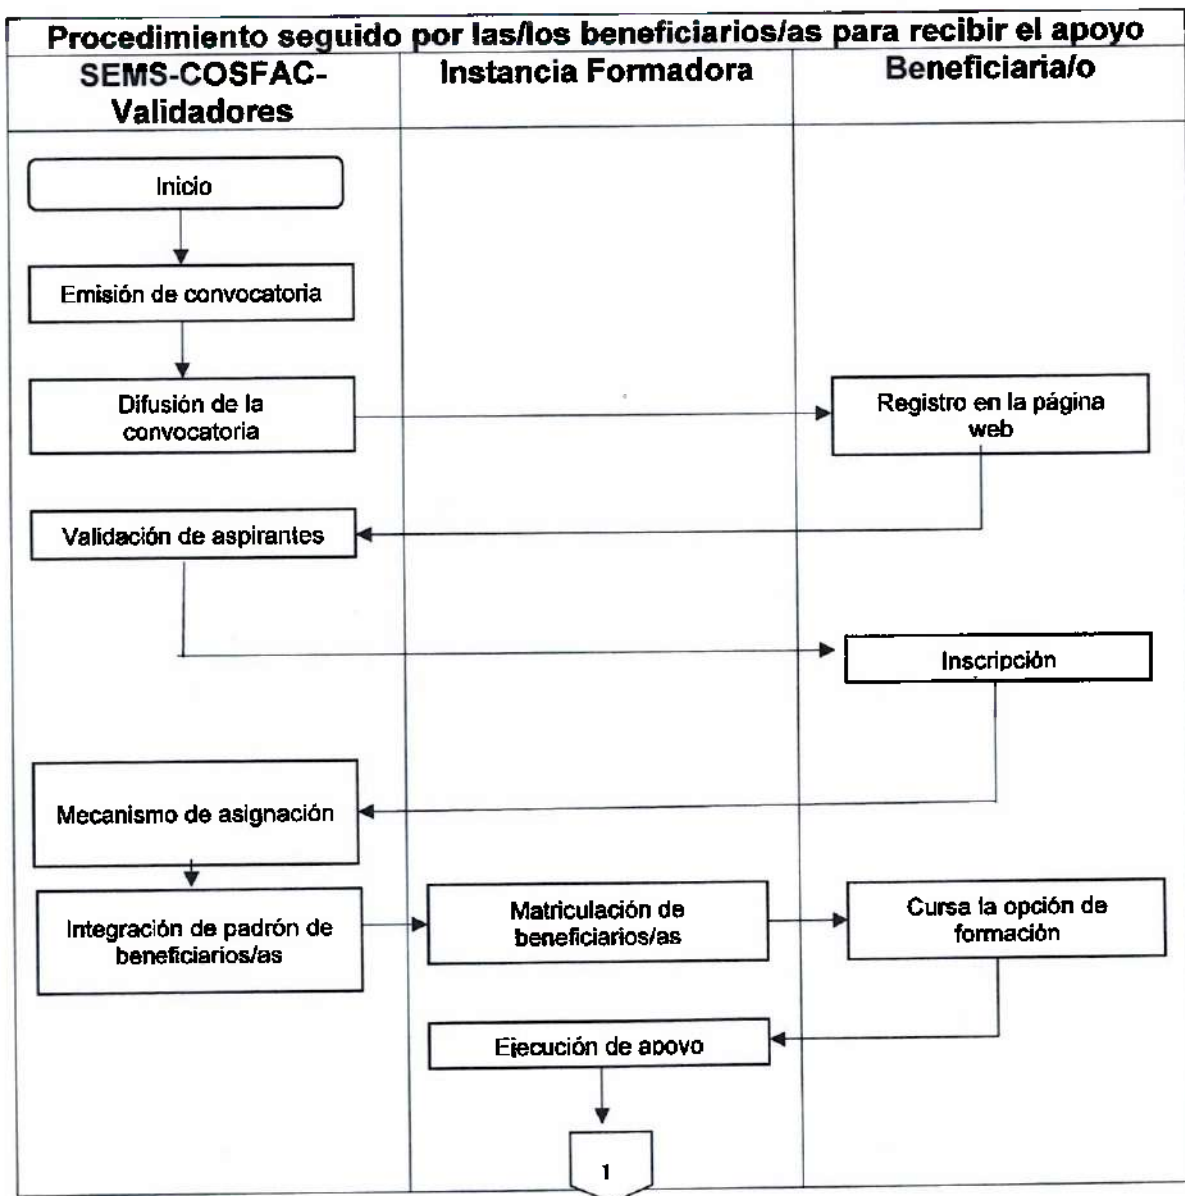 Procedimiento seguido por las/los beneficiarios/as para recibir el apoyo
SEMS-COSFAC-
Validadores
Instancia Formadora
Beneficiaria/o
Inicio
Emisión de convocatoria
Difusión de la
convocatoria
Registro en la página
web
Validación de aspirantes
Inscripción
Mecanismo de asignación
Integración de padrón de
beneficiarios/as
Matriculación de
beneficiarios/as
Cursa la opción de
formación
Ejecución de apoyo
1